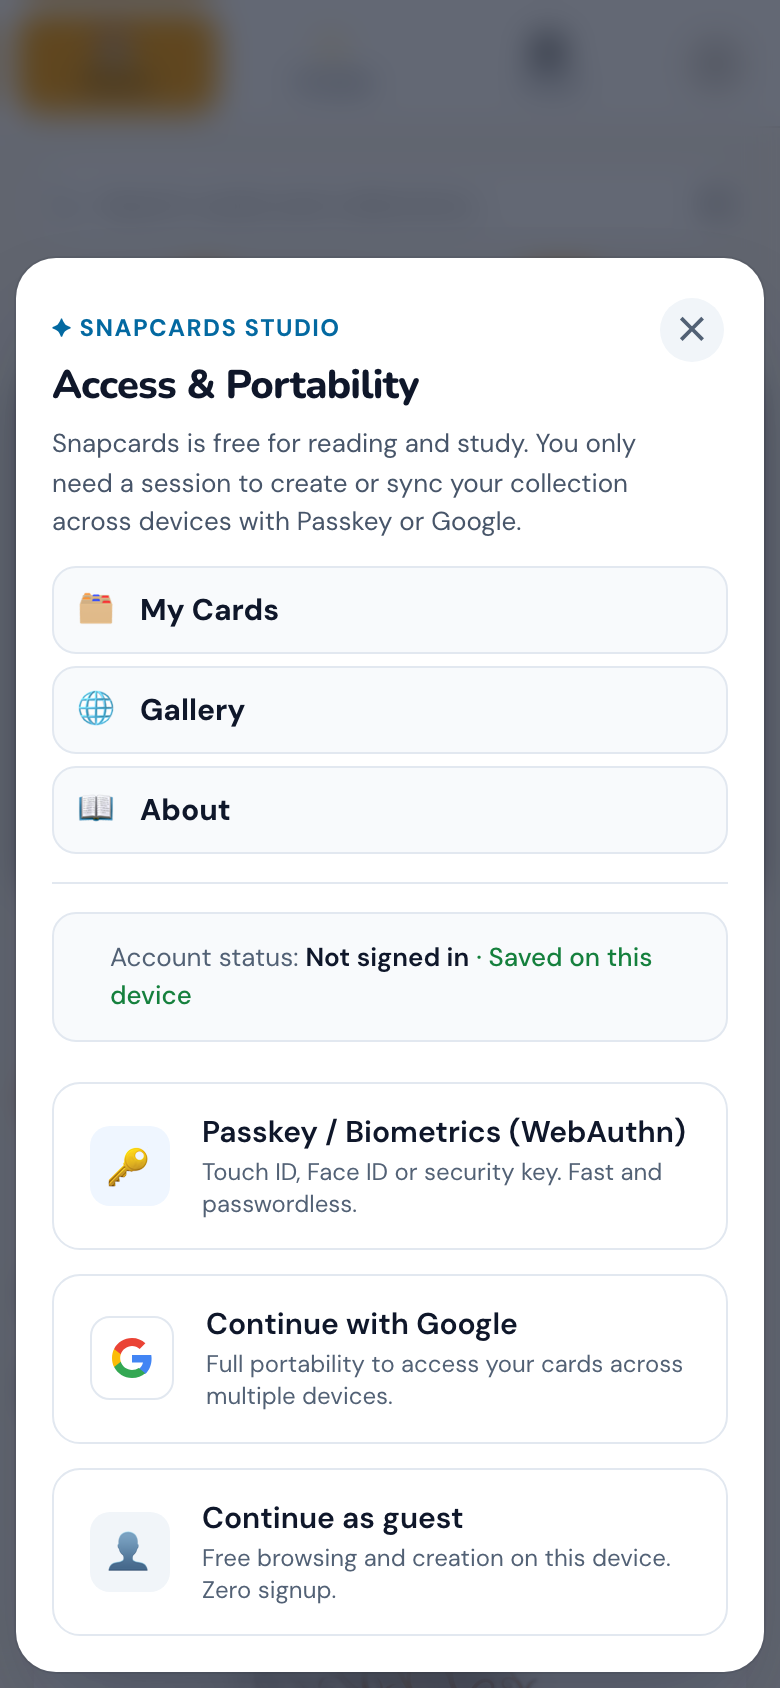 SNAPCARDS STUDIO
Access & Portability
Snapcards is free for reading and study. You only
need a session to create or sync your collection
across devices with Passkey or Google.
My Cards
Gallery
About
Account status: Not signed in · Saved on this
device
Passkey / Biometrics (WebAuthn)
Touch ID, Face ID or security key. Fast and
passwordless.
Continue with Google
Full portability to access your cards across
multiple devices.
Continue as guest
Free browsing and creation on this device.
Zero signup.